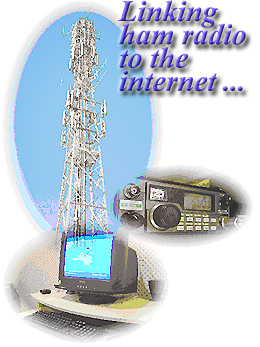 Linking
ham radio
to the
internet ...